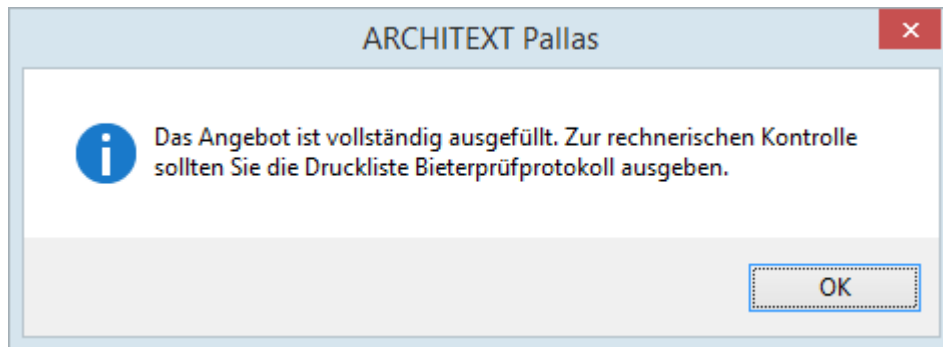 ARCHITEXT Pallas
Das Angebot ist vollständig ausgefüllt. Zur rechnerischen Kontrolle
sollten Sie die Druckliste Bieterprüfprotokoll ausgeben.
OK